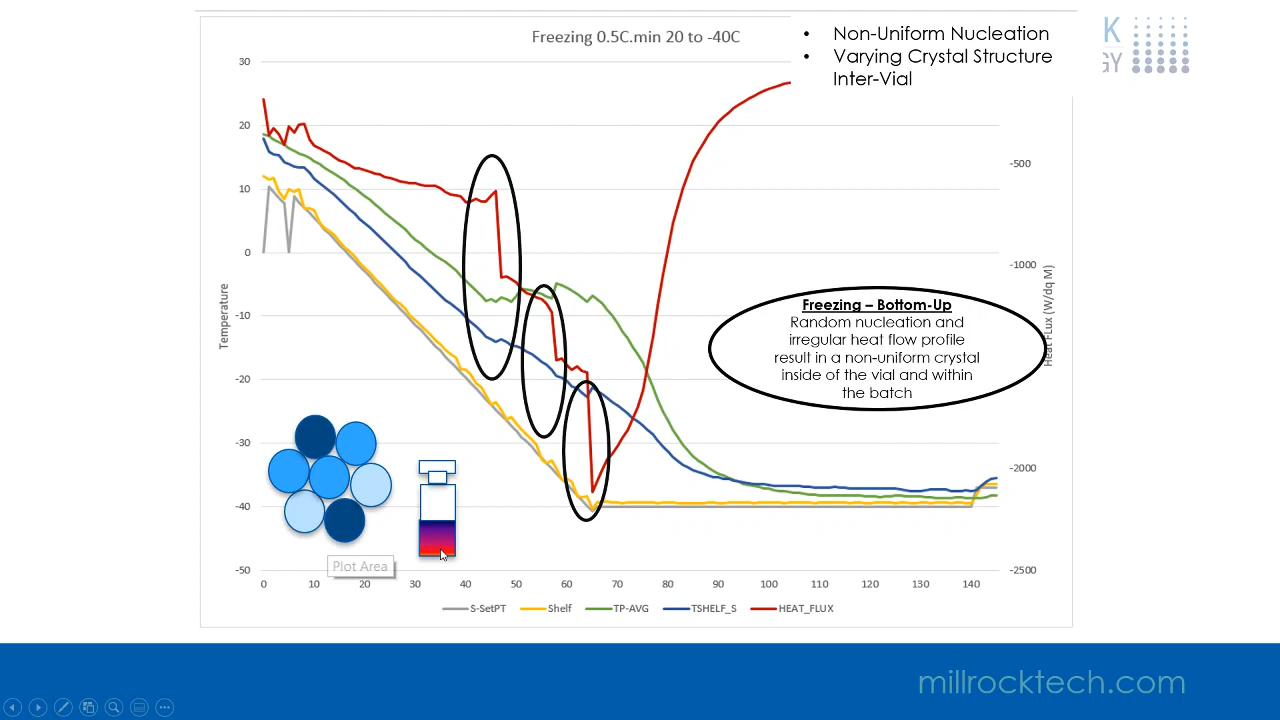 Freezing 0.5C.min 20 to -40C
• Non-Uniform Nucleation
• Varying Crystal Structure
Inter-Vial
K
GY
30
20
10
0
-10
-20
-30
-40
-50
Temperature
-500
-1000
-2000
-2500
Heat FLux (W/dq M)
Freezing – Bottom-Up
Random nucleation and
irregular heat flow profile
result in a non-uniform crystal
inside of the vial and within
the batch
Plot Area
0 10 20 30 40 50 60 70 80 90 100 110 120 130 140
S-SetPT Shelf TP-AVG TSHELF_S HEAT_FLUX
millrocktech.com